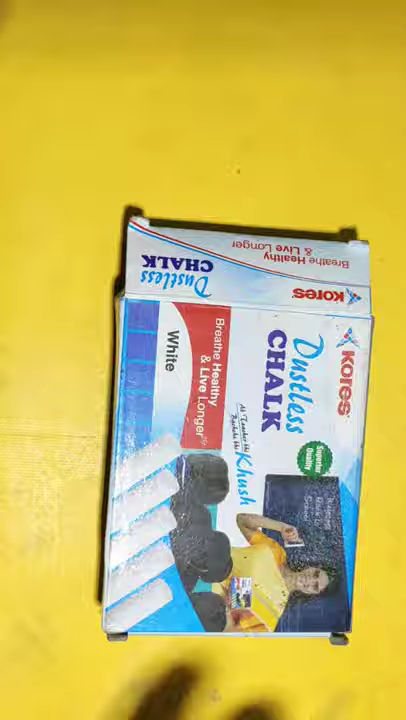 Breathe Healthy
& Live Longer
Kores
Dustless
CHALK
Kores
Dustless
CHALK
Breathe Healthy
& Live Longer
White
Ab Teacher bhi
Bachche bhi
Khush
Superior
Quality